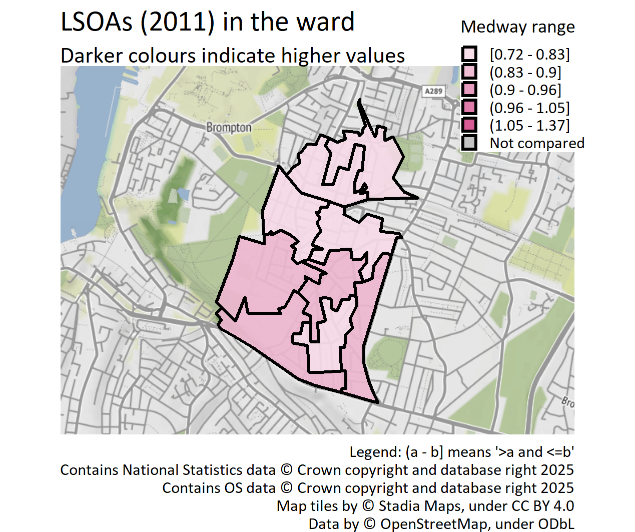 LSOAs (2011) in the ward
Darker colours indicate higher values
Medway range
[0.72 - 0.83]
(0.83 - 0.9]
(0.9 - 0.96]
(0.96 - 1.05]
(1.05 - 1.37]
Not compared
A289
Brompton
Bro
Legend: (a - b] means '>a and <=b'
Contains National Statistics data © Crown copyright and database right 2025
Contains OS data © Crown copyright and database right 2025
Map tiles by © Stadia Maps, under CC BY 4.0
Data by © OpenStreetMap, under ODbL